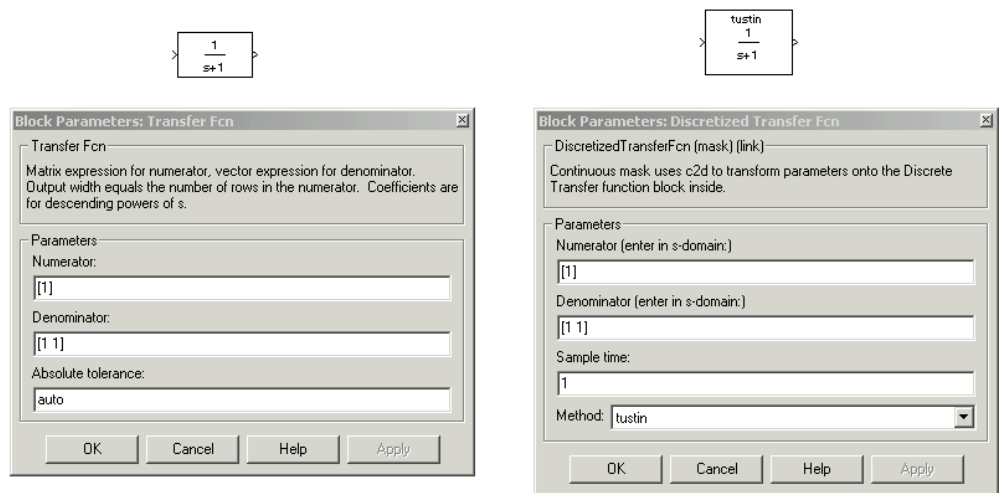 1
s+1
tustin
1
s+1
Block Parameters: Transfer Fcn
Transfer Fcn
Matrix expression for numerator, vector expression for denominator.
Output width equals the number of rows in the numerator. Coefficients are
for descending powers of s.
Parameters
Numerator:
[1]
Denominator:
[1 1]
Absolute tolerance:
auto
OK
Cancel
Help
Apply
Block Parameters: Discretized Transfer Fcn
DiscretizedTransferFcn (mask) (link)
Continuous mask uses c2d to transform parameters onto the Discrete
Transfer function block inside.
Parameters
Numerator (enter in s-domain:)
[1]
Denominator (enter in s-domain:)
[1 1]
Sample time:
1
Method: tustin
OK
Cancel
Help
Apply